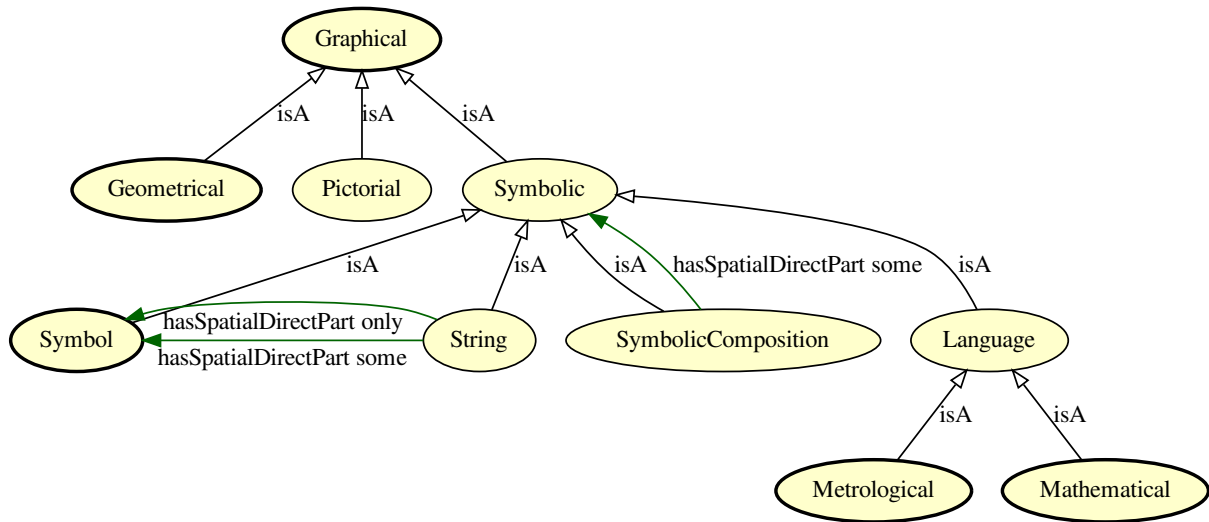 Graphical
isA isA isA
Geometrical Pictorial Symbolic
isA isA isA hasSpatialDirectPart some isA
hasSpatialDirectPart only
Symbol String SymbolicComposition Language
hasSpatialDirectPart some
isA isA
Metrological Mathematical